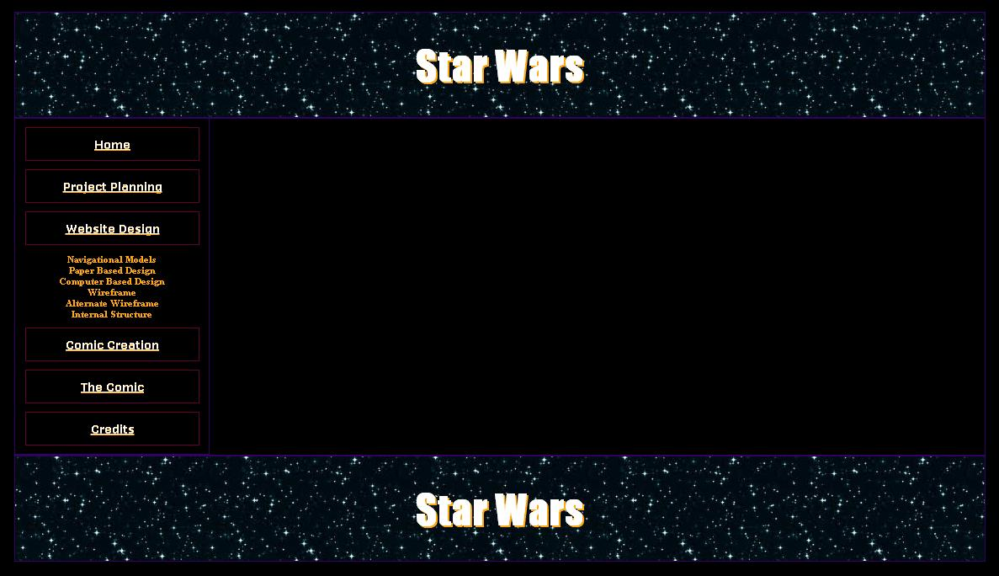 Star Wars
Home
Project Planning
Website Design
Navigational Models
Paper Based Design
Computer Based Design
Wireframe
Alternate Wireframe
Internal Structure
Comic Creation
The Comic
Credits
Star Wars